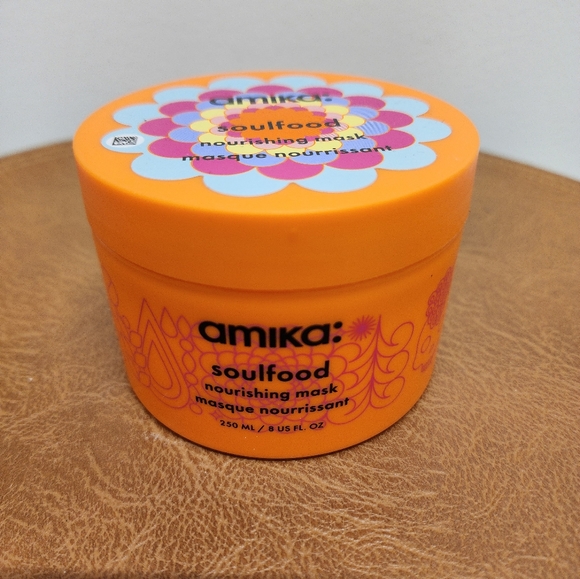 amika:
soulfood
nourishing mask
masque nourrissant
amika:
soulfood
nourishing mask
masque nourrissant
250 ML / 8 US FL. OZ